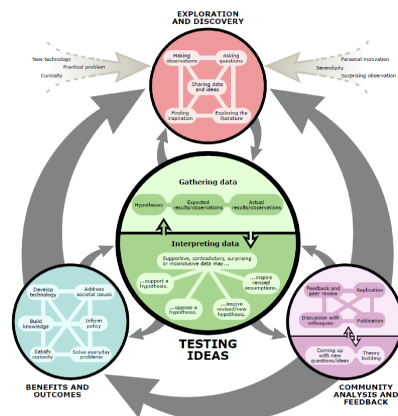 EXPLORATION
AND DISCOVERY
New technology
Practical problem
Curiosity
Personal motivation
Serendipity
Surprising observation
Making
observations
Asking
questions
Sharing data
and ideas
Finding
inspiration
Exploring the
literature
Gathering data
Hypotheses
Expected
results/observations
Actual
results/observations
Interpreting data
Supportive, contradictory, surprising
or inconclusive data may...
...support a
hypothesis.
...oppose a
hypothesis.
...inspire
revised/new
hypothesis.
...inspire
revised
assumptions.
TESTING
IDEAS
Develop
technology
Address
societal issues
Build
knowledge
Inform
policy
Satisfy
curiosity
Solve everyday
problems
BENEFITS AND
OUTCOMES
Feedback and
peer review
Replication
Discussion with
colleagues
Publication
Coming up
with new
questions/ideas
Theory
building
COMMUNITY
ANALYSIS AND
FEEDBACK